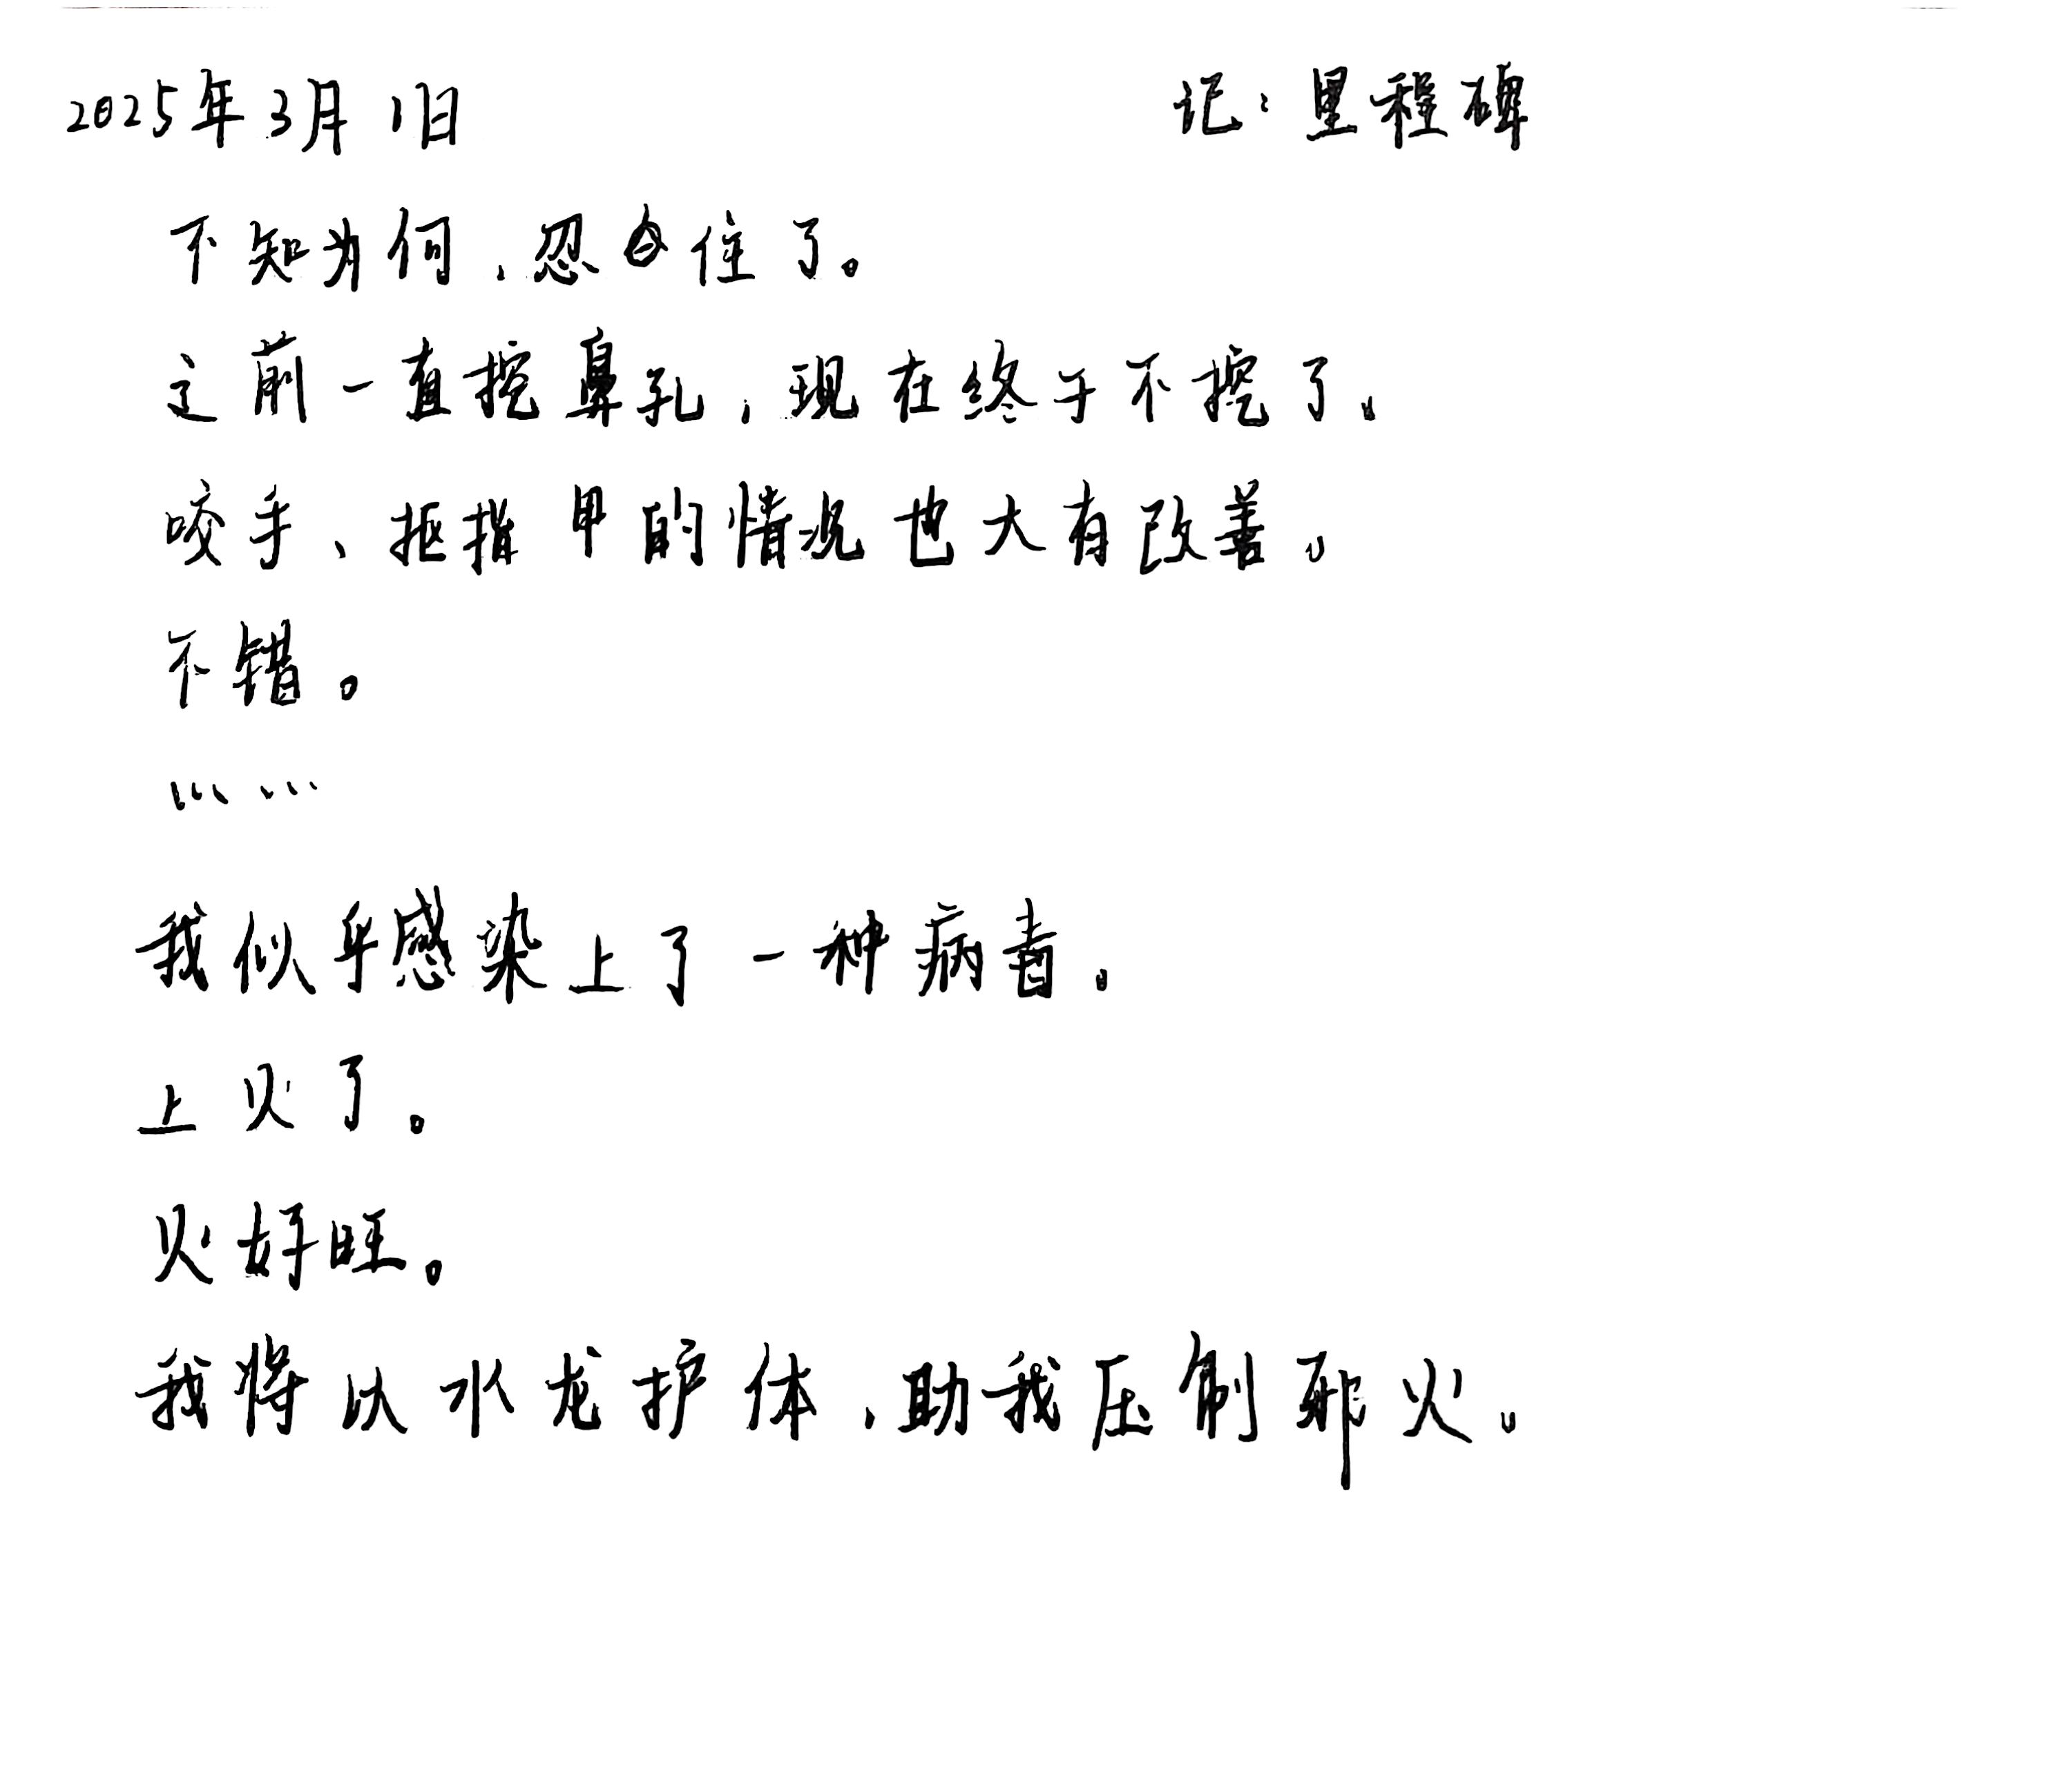 2025年3月1日 记：里程碑
不知为何，忍住了。
之前一直挖鼻孔，现在终于不挖了。
咬手、抠指甲的情况也大有改善。
不错。
……
我似乎感染上了一种病毒。
上火了。
火好旺。
我将以水龙护体，助我压制邪火。